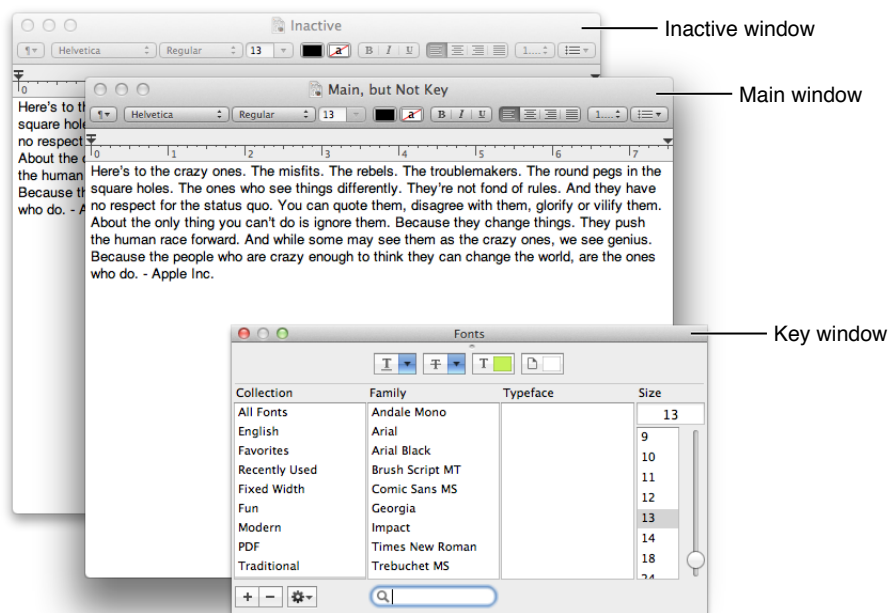 Inactive
Inactive window
Helvetica Regular 13 a B I U 1...
0
Here's to th
square hole
no respect
About the c
the human
Because th
who do. - A
Main, but Not Key
Main window
Helvetica Regular 13 a B I U 1...
0 1 2 3 4 5 6 7
Here's to the crazy ones. The misfits. The rebels. The troublemakers. The round pegs in the
square holes. The ones who see things differently. They're not fond of rules. And they have
no respect for the status quo. You can quote them, disagree with them, glorify or vilify them.
About the only thing you can't do is ignore them. Because they change things. They push
the human race forward. And while some may see them as the crazy ones, we see genius.
Because the people who are crazy enough to think they can change the world, are the ones
who do. - Apple Inc.
Fonts
Key window
T T T
Collection Family Typeface Size
13
All Fonts Andale Mono
English Arial 9
Favorites Arial Black 10
Recently Used Brush Script MT 11
Fixed Width Comic Sans MS 12
Fun Georgia 13
Modern Impact 14
PDF Times New Roman 18
Traditional Trebuchet MS 24